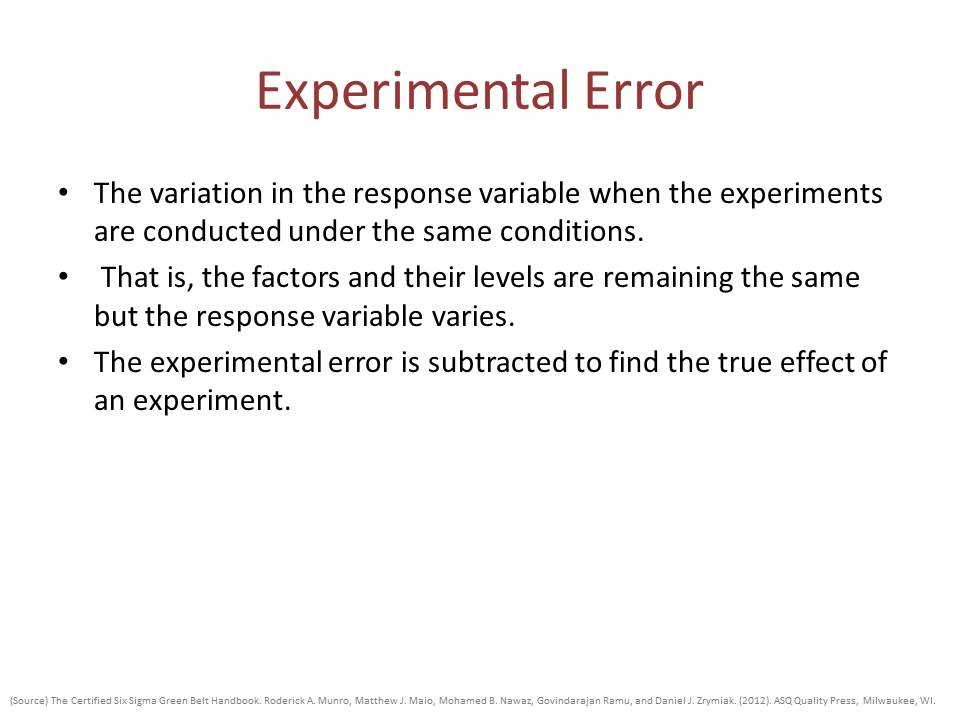 Experimental Error
• The variation in the response variable when the experiments
are conducted under the same conditions.
• That is, the factors and their levels are remaining the same
but the response variable varies.
• The experimental error is subtracted to find the true effect of
an experiment.
(Source) The Certified Six Sigma Green Belt Handbook. Roderick A. Munro, Matthew J. Maio, Mohamed B. Nawaz, Govindarajan Ramu, and Daniel J. Zrymiak. (2012). ASQ Quality Press, Milwaukee, WI.